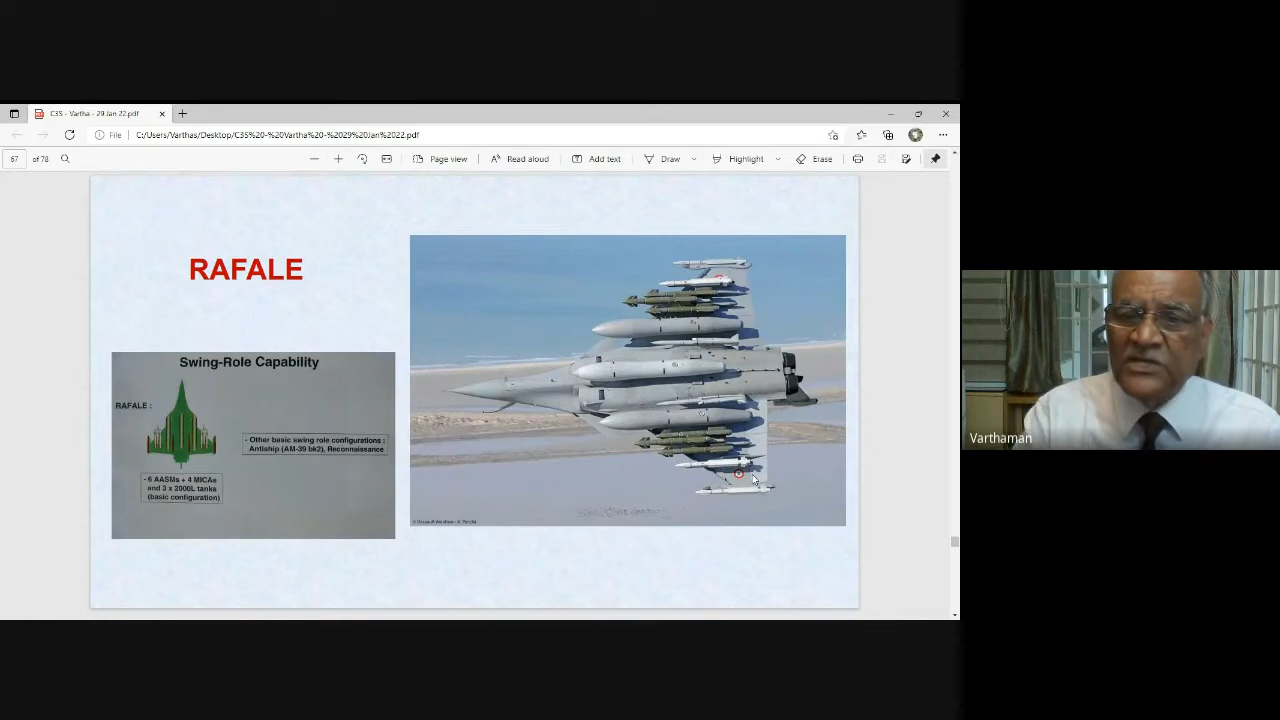 C3S - Vartha - 29 Jan 22.pdf
File
C:/Users/Varthas/Desktop/C3S%20-%20Vartha%20-%2029%20Jan%2022.pdf
67 of 78
Page view
Read aloud
Add text
Draw
Highlight
Erase
RAFALE
Swing-Role Capability
RAFALE :
- Other basic swing role configurations :
Antiship (AM-39 bk2), Reconnaissance
- 6 AASMs + 4 MICAs
and 3 x 2000L tanks
(basic configuration)
Varthaman